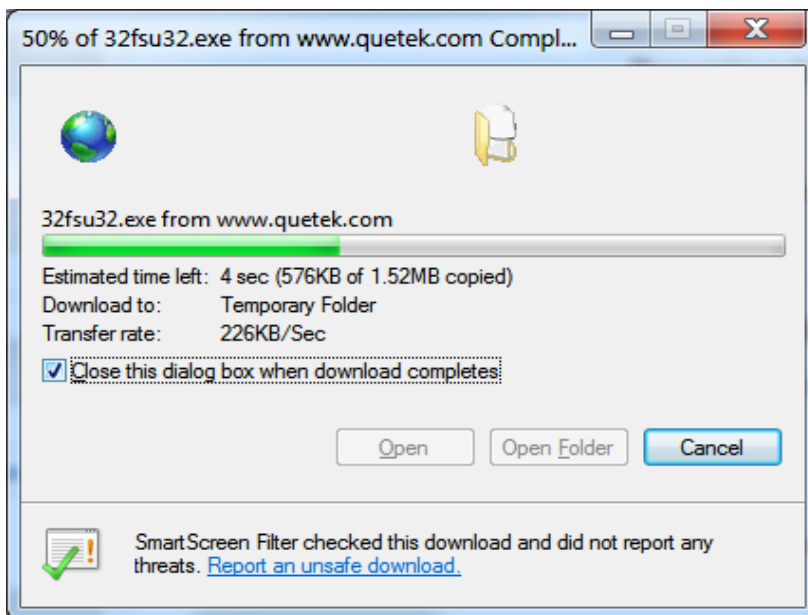 50% of 32fsu32.exe from www.quetek.com Compl...
32fsu32.exe from www.quetek.com
Estimated time left: 4 sec (576KB of 1.52MB copied)
Download to: Temporary Folder
Transfer rate: 226KB/Sec
Close this dialog box when download completes
Open Open Folder Cancel
SmartScreen Filter checked this download and did not report any
threats. Report an unsafe download.